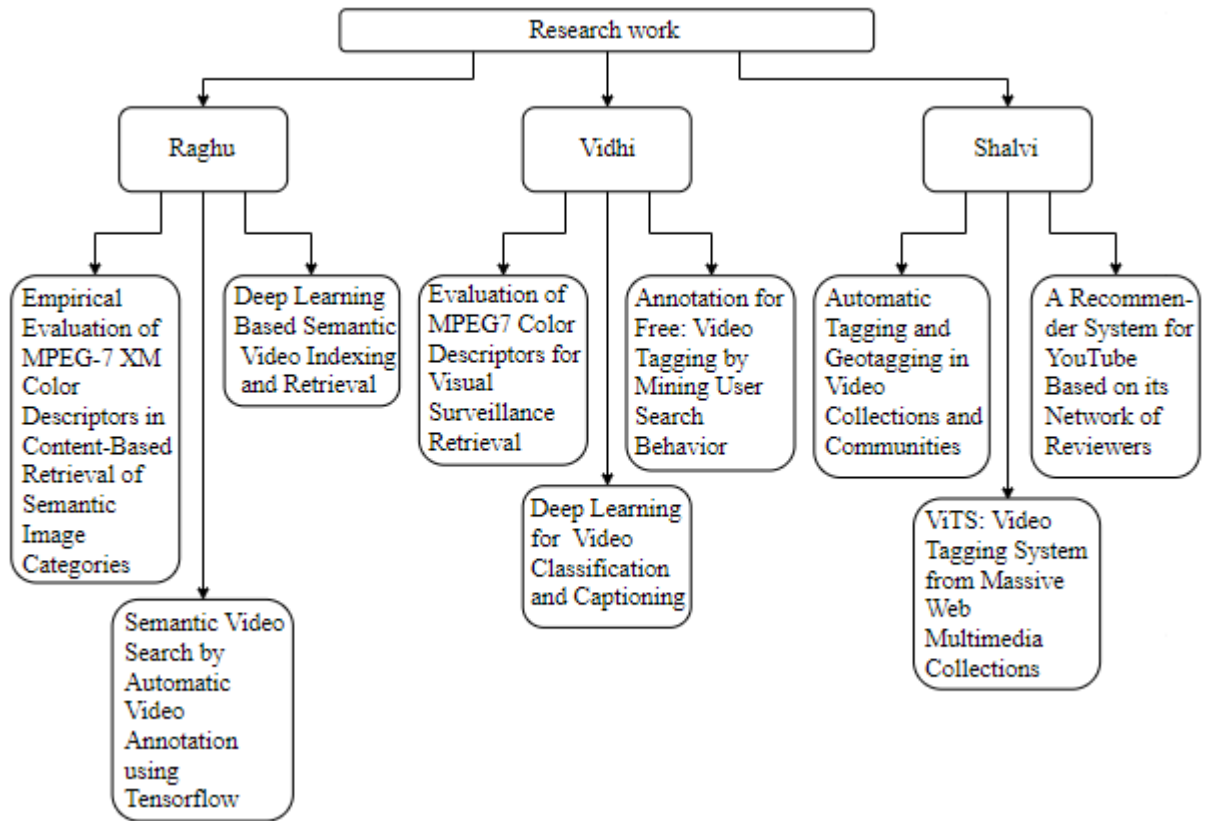 Research work
Raghu
Vidhi
Shalvi
Empirical
Evaluation of
MPEG-7 XM
Color
Descriptors in
Content-Based
Retrieval of
Semantic
Image
Categories
Deep Learning
Based Semantic
Video Indexing
and Retrieval
Evaluation of
MPEG7 Color
Descriptors for
Visual
Surveillance
Retrieval
Annotation for
Free: Video
Tagging by
Mining User
Search
Behavior
Automatic
Tagging and
Geotagging in
Video
Collections and
Communities
A Recommen-
der System for
YouTube
Based on its
Network of
Reviewers
Semantic Video
Search by
Automatic
Video
Annotation
using
Tensorflow
Deep Learning
for Video
Classification
and Captioning
ViTS: Video
Tagging System
from Massive
Web
Multimedia
Collections